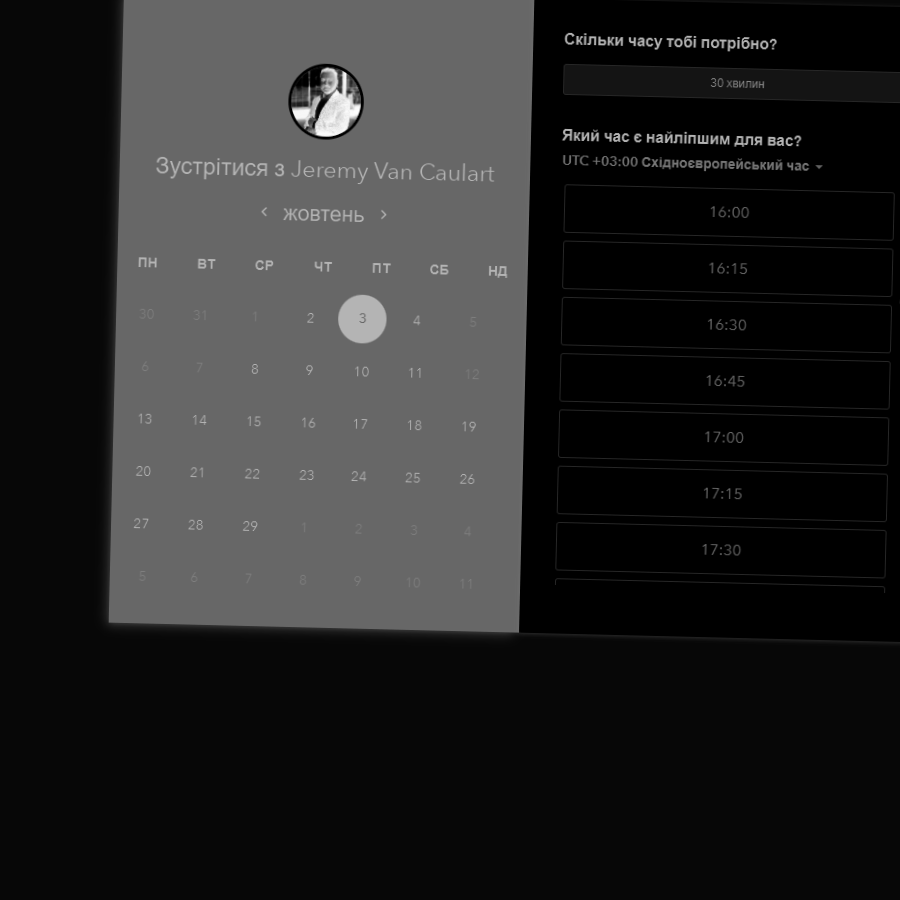 Зустрітися з Jeremy Van Caulart
‹ жовтень ›
ПН ВТ СР ЧТ ПТ СБ НД
30 31 1 2 3 4 5
6 7 8 9 10 11 12
13 14 15 16 17 18 19
20 21 22 23 24 25 26
27 28 29 1 2 3 4
5 6 7 8 9 10 11
Скільки часу тобі потрібно?
30 хвилин
Який час є найліпшим для вас?
UTC +03:00 Східноєвропейський час
16:00
16:15
16:30
16:45
17:00
17:15
17:30